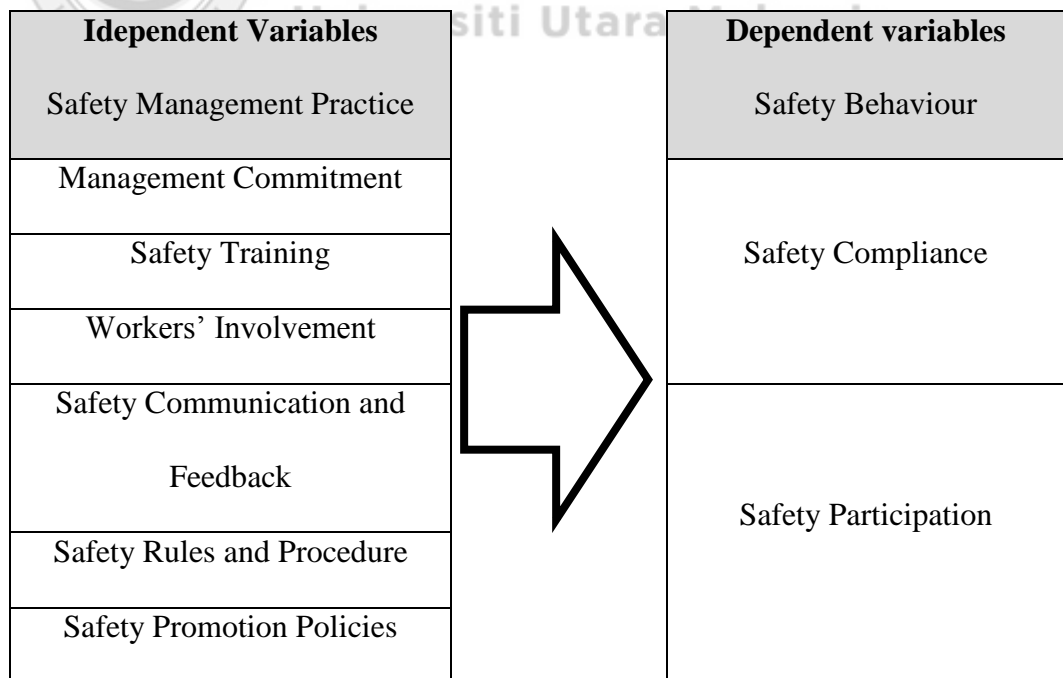 Idependent Variables
Safety Management Practice
Management Commitment
Safety Training
Workers’ Involvement
Safety Communication and
Feedback
Safety Rules and Procedure
Safety Promotion Policies
siti Utara
Dependent variables
Safety Behaviour
Safety Compliance
Safety Participation